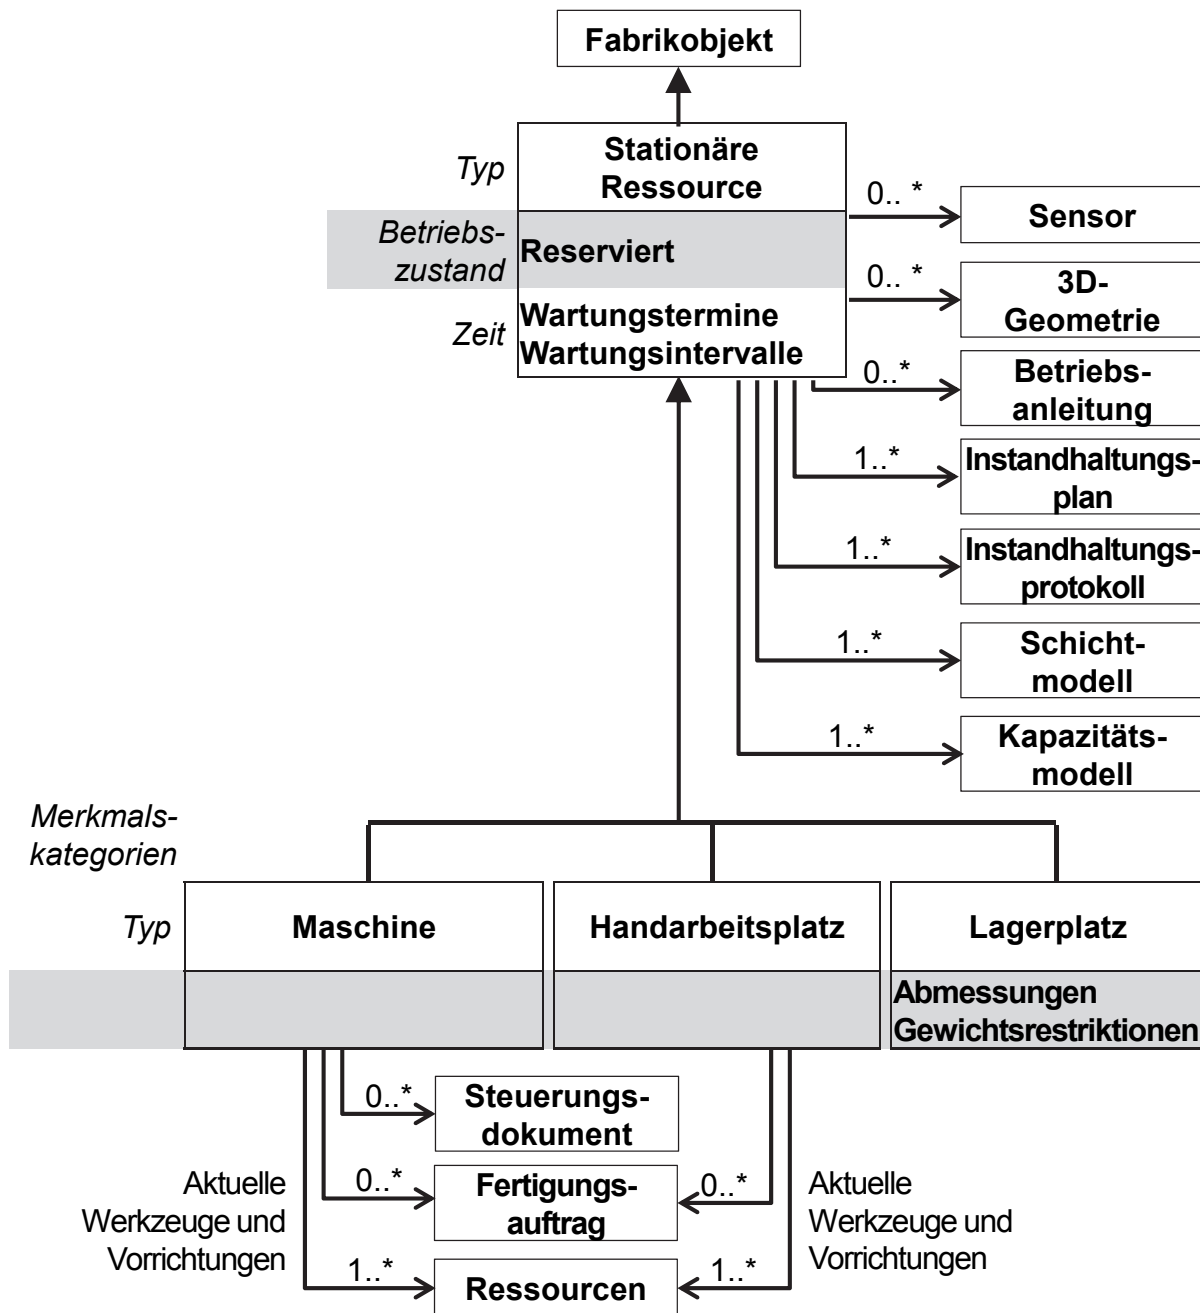 Fabrikobjekt
Typ
Stationäre
Ressource
Betriebs-
zustand
Reserviert
Zeit
Wartungstermine
Wartungsintervalle
0.. *
Sensor
0.. *
3D-
Geometrie
0..*
Betriebs-
anleitung
1..*
Instandhaltungs-
plan
1..*
Instandhaltungs-
protokoll
1..*
Schicht-
modell
1..*
Kapazitäts-
modell
Merkmals-
kategorien
Typ
Maschine
Handarbeitsplatz
Lagerplatz
Abmessungen
Gewichtsrestriktionen
0..*
Steuerungs-
dokument
Aktuelle
Werkzeuge und
Vorrichtungen
0..*
Fertigungs-
auftrag
0..*
Aktuelle
Werkzeuge und
Vorrichtungen
1..*
Ressourcen
1..*